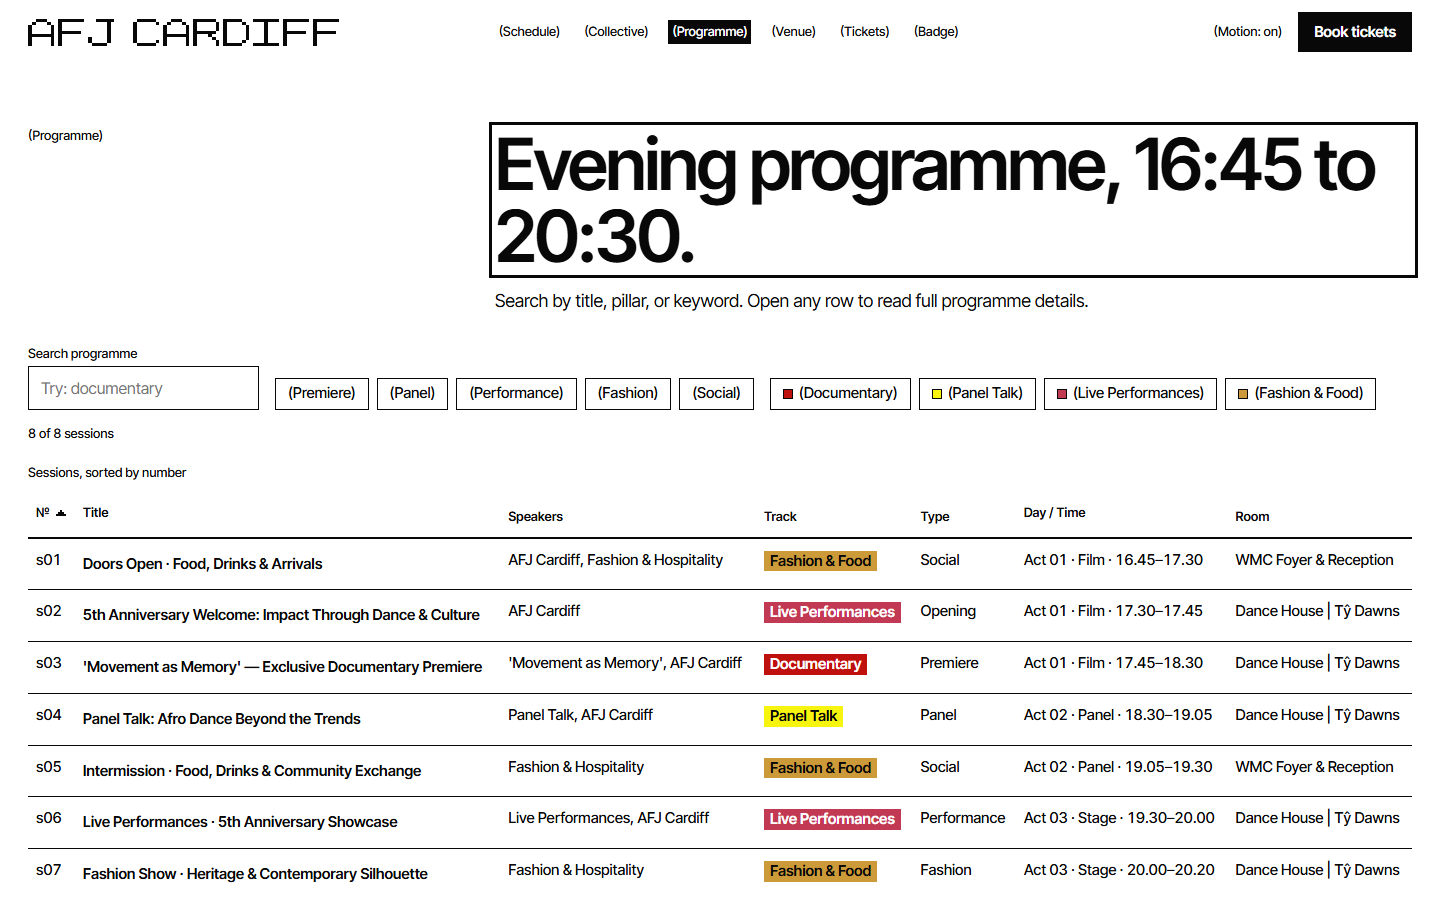 AFJ CARDIFF
(Schedule) (Collective) (Programme) (Venue) (Tickets) (Badge)
(Motion: on) Book tickets
(Programme)
Evening programme, 16:45 to
20:30.
Search by title, pillar, or keyword. Open any row to read full programme details.
Search programme
Try: documentary
(Premiere) (Panel) (Performance) (Fashion) (Social) (Documentary) (Panel Talk) (Live Performances) (Fashion & Food)
8 of 8 sessions
Sessions, sorted by number
Nº Title Speakers Track Type Day / Time Room
s01 Doors Open · Food, Drinks & Arrivals AFJ Cardiff, Fashion & Hospitality Fashion & Food Social Act 01 · Film · 16.45–17.30 WMC Foyer & Reception
s02 5th Anniversary Welcome: Impact Through Dance & Culture AFJ Cardiff Live Performances Opening Act 01 · Film · 17.30–17.45 Dance House | Tŷ Dawns
s03 'Movement as Memory' — Exclusive Documentary Premiere 'Movement as Memory', AFJ Cardiff Documentary Premiere Act 01 · Film · 17.45–18.30 Dance House | Tŷ Dawns
s04 Panel Talk: Afro Dance Beyond the Trends Panel Talk, AFJ Cardiff Panel Talk Panel Act 02 · Panel · 18.30–19.05 Dance House | Tŷ Dawns
s05 Intermission · Food, Drinks & Community Exchange Fashion & Hospitality Fashion & Food Social Act 02 · Panel · 19.05–19.30 WMC Foyer & Reception
s06 Live Performances · 5th Anniversary Showcase Live Performances, AFJ Cardiff Live Performances Performance Act 03 · Stage · 19.30–20.00 Dance House | Tŷ Dawns
s07 Fashion Show · Heritage & Contemporary Silhouette Fashion & Hospitality Fashion & Food Fashion Act 03 · Stage · 20.00–20.20 Dance House | Tŷ Dawns